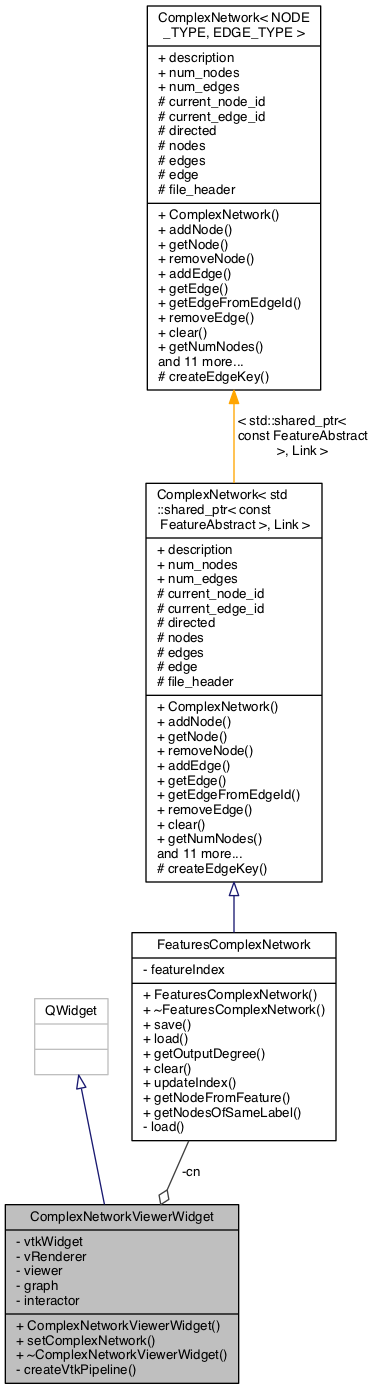 ComplexNetwork< NODE
_TYPE, EDGE_TYPE >
+ description
+ num_nodes
+ num_edges
# current_node_id
# current_edge_id
# directed
# nodes
# edges
# edge
# file_header
+ ComplexNetwork()
+ addNode()
+ getNode()
+ removeNode()
+ addEdge()
+ getEdge()
+ getEdgeFromEdgeId()
+ removeEdge()
+ clear()
+ getNumNodes()
and 11 more...
# createEdgeKey()
< std::shared_ptr<
const FeatureAbstract
>, Link >
ComplexNetwork< std
::shared_ptr< const
FeatureAbstract >, Link >
+ description
+ num_nodes
+ num_edges
# current_node_id
# current_edge_id
# directed
# nodes
# edges
# edge
# file_header
+ ComplexNetwork()
+ addNode()
+ getNode()
+ removeNode()
+ addEdge()
+ getEdge()
+ getEdgeFromEdgeId()
+ removeEdge()
+ clear()
+ getNumNodes()
and 11 more...
# createEdgeKey()
FeaturesComplexNetwork
- featureIndex
+ FeaturesComplexNetwork()
+ ~FeaturesComplexNetwork()
+ save()
+ load()
+ getOutputDegree()
+ clear()
+ updateIndex()
+ getNodeFromFeature()
+ getNodesOfSameLabel()
- load()
QWidget
-cn
ComplexNetworkViewerWidget
- vtkWidget
- vRenderer
- viewer
- graph
- interactor
+ ComplexNetworkViewerWidget()
+ setComplexNetwork()
+ ~ComplexNetworkViewerWidget()
- createVtkPipeline()